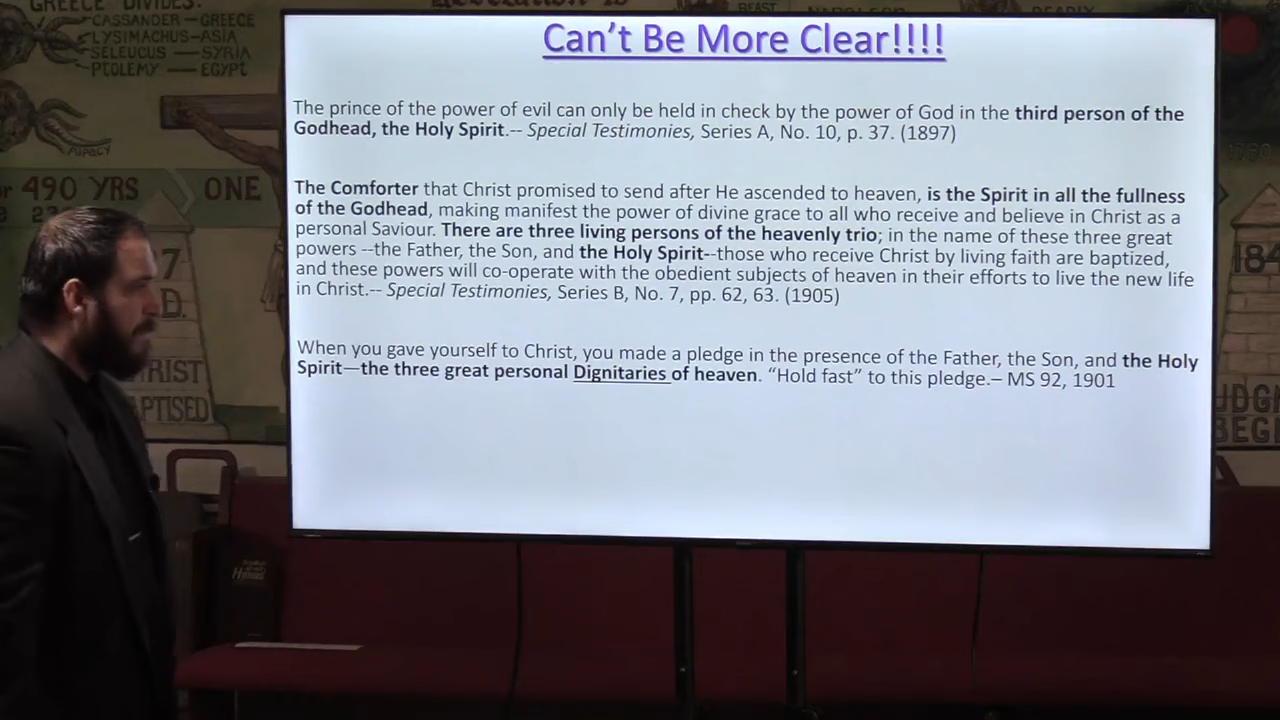 GREECE DIVIDES:
CASSANDER — GREECE
LYSIMACHUS–ASIA
SELEUCUS — SYRIA
PTOLEMY — EGYPT
PAPACY
490 YRS
ONE
7
D.
BEAST
Can't Be More Clear!!!!
The prince of the power of evil can only be held in check by the power of God in the third person of the
Godhead, the Holy Spirit.-- Special Testimonies, Series A, No. 10, p. 37. (1897)
The Comforter that Christ promised to send after He ascended to heaven, is the Spirit in all the fullness
of the Godhead, making manifest the power of divine grace to all who receive and believe in Christ as a
personal Saviour. There are three living persons of the heavenly trio; in the name of these three great
powers --the Father, the Son, and the Holy Spirit--those who receive Christ by living faith are baptized,
and these powers will co-operate with the obedient subjects of heaven in their efforts to live the new life
in Christ.-- Special Testimonies, Series B, No. 7, pp. 62, 63. (1905)
When you gave yourself to Christ, you made a pledge in the presence of the Father, the Son, and the Holy
Spirit—the three great personal Dignitaries of heaven. “Hold fast” to this pledge.– MS 92, 1901
184